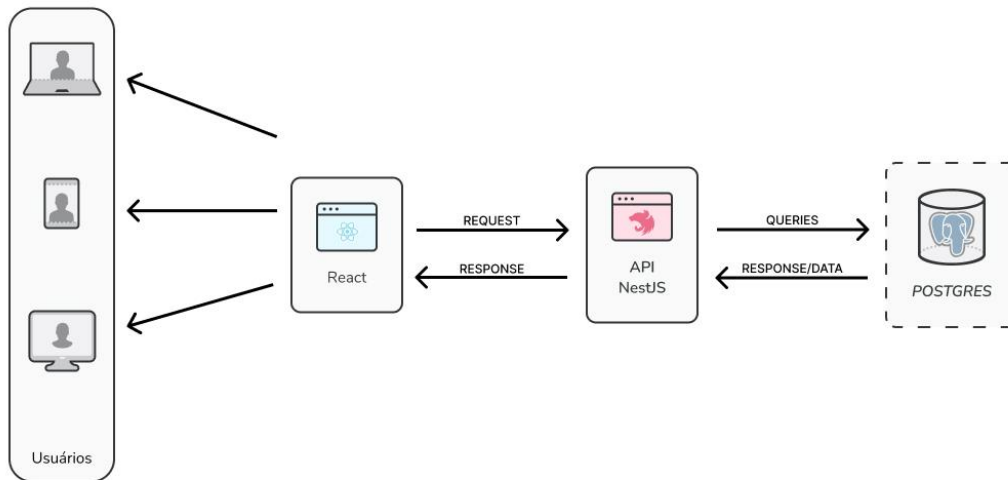 Usuários
React
REQUEST
RESPONSE
API
NestJS
QUERIES
RESPONSE/DATA
POSTGRES